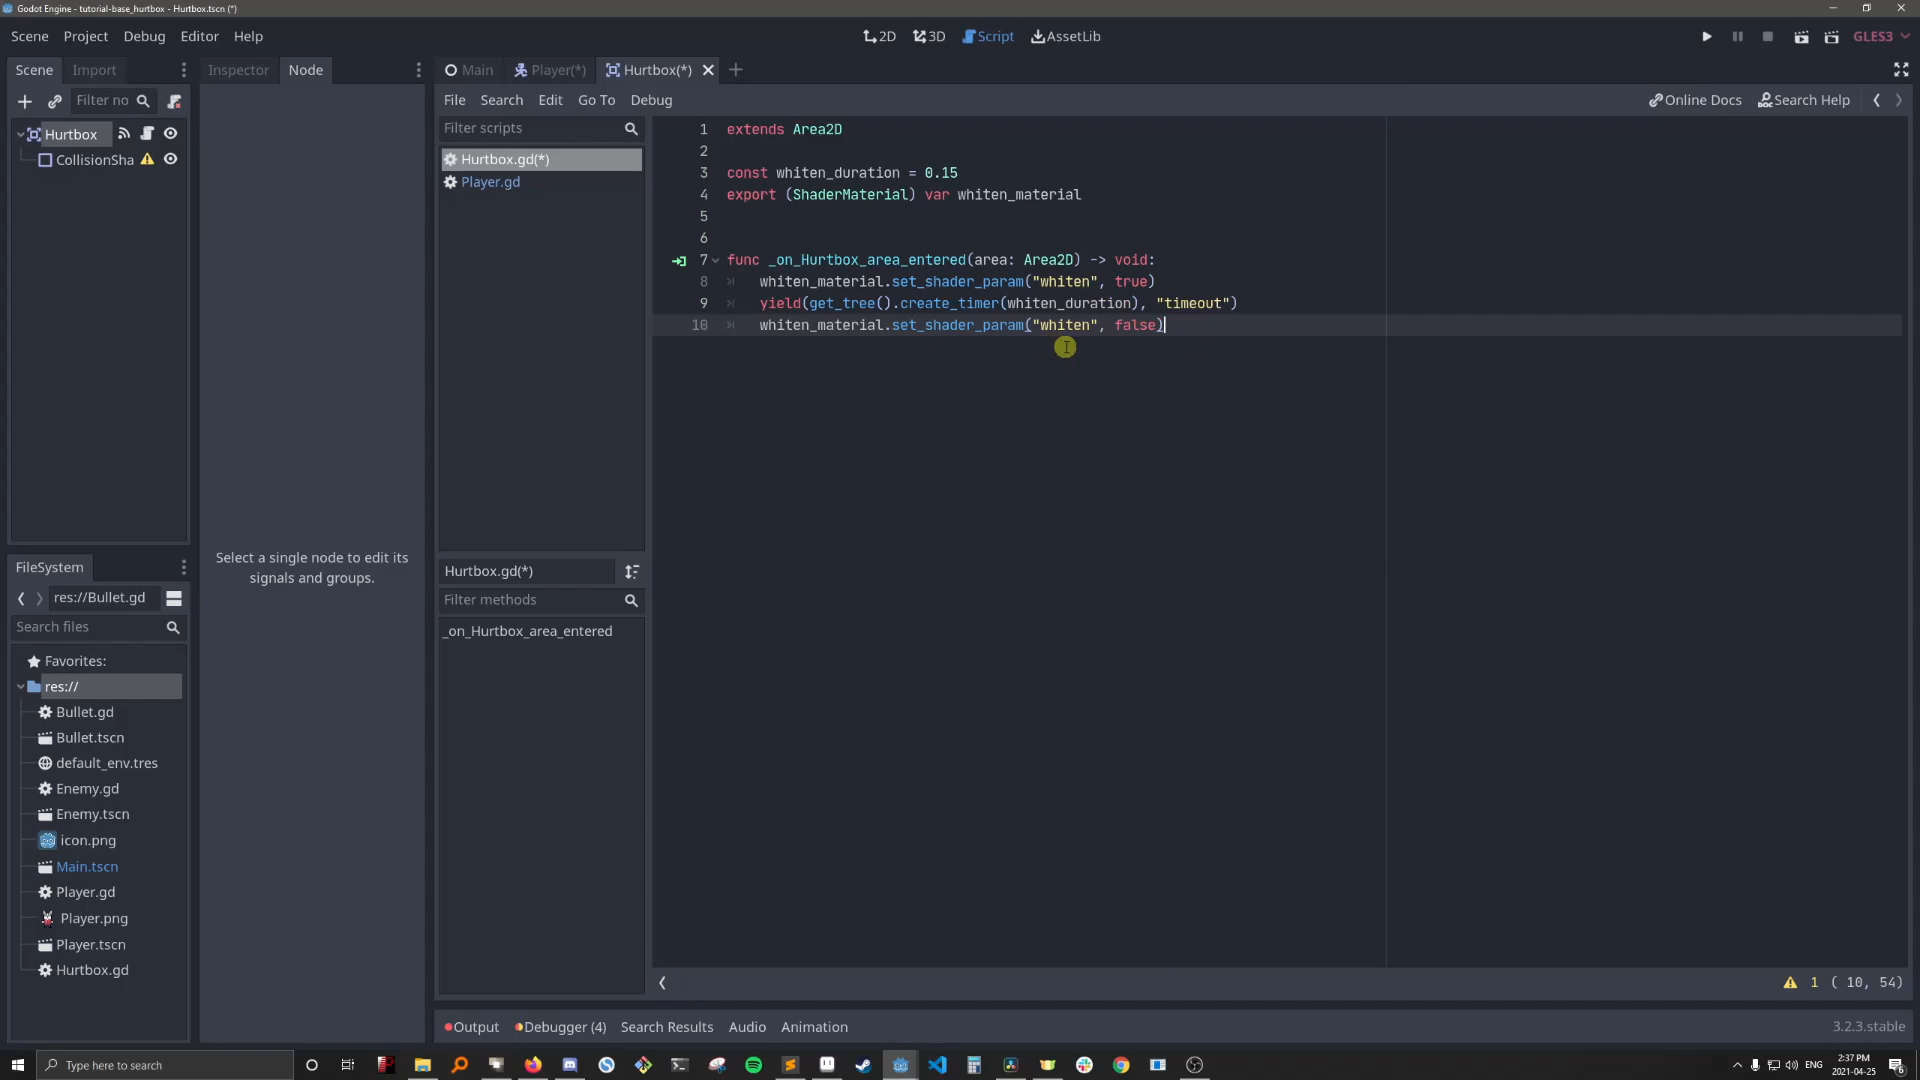 Godot Engine - tutorial-base_hurtbox - Hurtbox.tscn (*)
Scene Project Debug Editor Help
2D 3D Script AssetLib
GLES3
Scene Import
Inspector Node
Main Player(*) Hurtbox(*)
Filter no
File Search Edit Go To Debug
Online Docs Search Help
Hurtbox
CollisionSha
Select a single node to edit its
signals and groups.
Filter scripts
Hurtbox.gd(*)
Player.gd
Hurtbox.gd(*)
Filter methods
_on_Hurtbox_area_entered
1 extends Area2D
2
3 const whiten_duration = 0.15
4 export (ShaderMaterial) var whiten_material
5
6
7 func _on_Hurtbox_area_entered(area: Area2D) -> void:
8 whiten_material.set_shader_param("whiten", true)
9 yield(get_tree().create_timer(whiten_duration), "timeout")
10 whiten_material.set_shader_param("whiten", false)
FileSystem
res://Bullet.gd
Search files
Favorites:
res://
Bullet.gd
Bullet.tscn
default_env.tres
Enemy.gd
Enemy.tscn
icon.png
Main.tscn
Player.gd
Player.png
Player.tscn
Hurtbox.gd
1 ( 10, 54)
Output Debugger (4) Search Results Audio Animation
3.2.3.stable
Type here to search
ENG
2:37 PM
2021-04-25